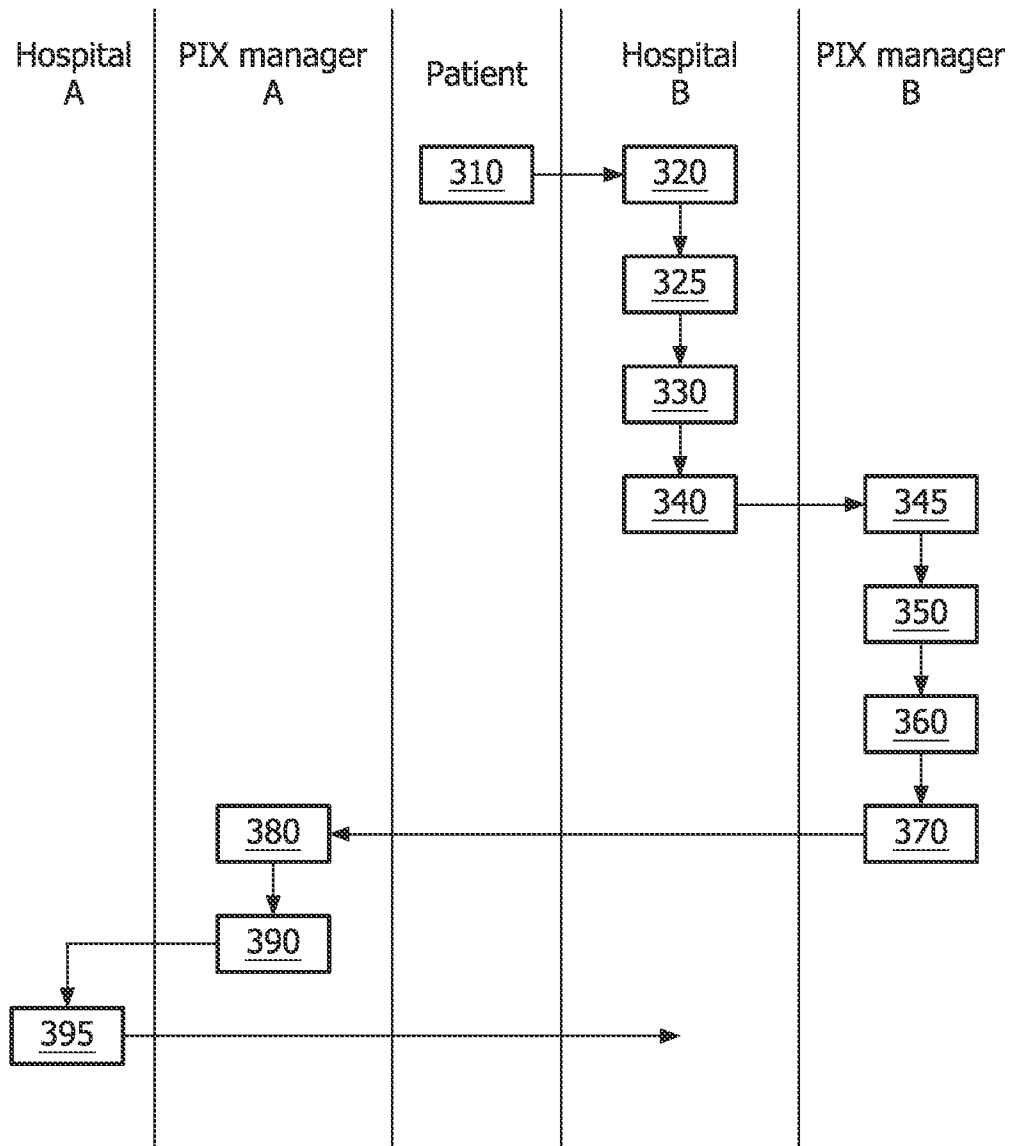 Hospital
A
PIX manager
A
Patient
Hospital
B
PIX manager
B
310
320
325
330
340
345
350
360
380
370
390
395